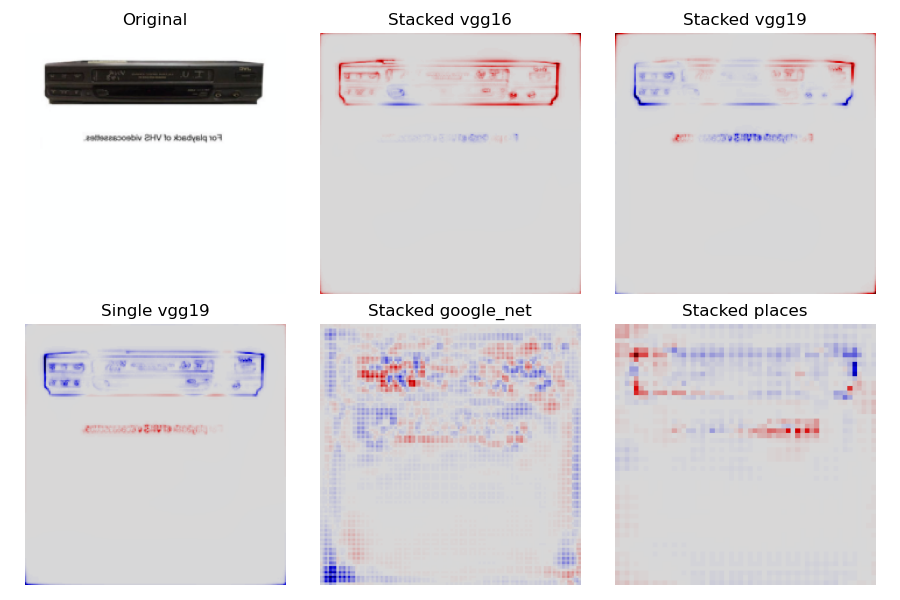 Original
Stacked vgg16
Stacked vgg19
For playback of VHS videocassettes.
Single vgg19
Stacked google_net
Stacked places